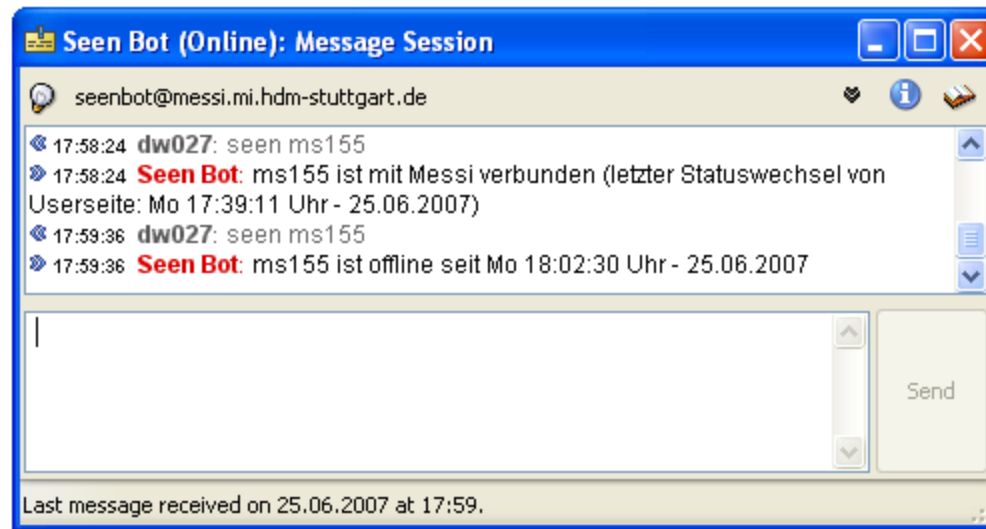 Seen Bot (Online): Message Session
seenbot@messi.mi.hdm-stuttgart.de
17:58:24 dw027: seen ms155
17:58:24 Seen Bot: ms155 ist mit Messi verbunden (letzter Statuswechsel von
Userseite: Mo 17:39:11 Uhr - 25.06.2007)
17:59:36 dw027: seen ms155
17:59:36 Seen Bot: ms155 ist offline seit Mo 18:02:30 Uhr - 25.06.2007
Send
Last message received on 25.06.2007 at 17:59.